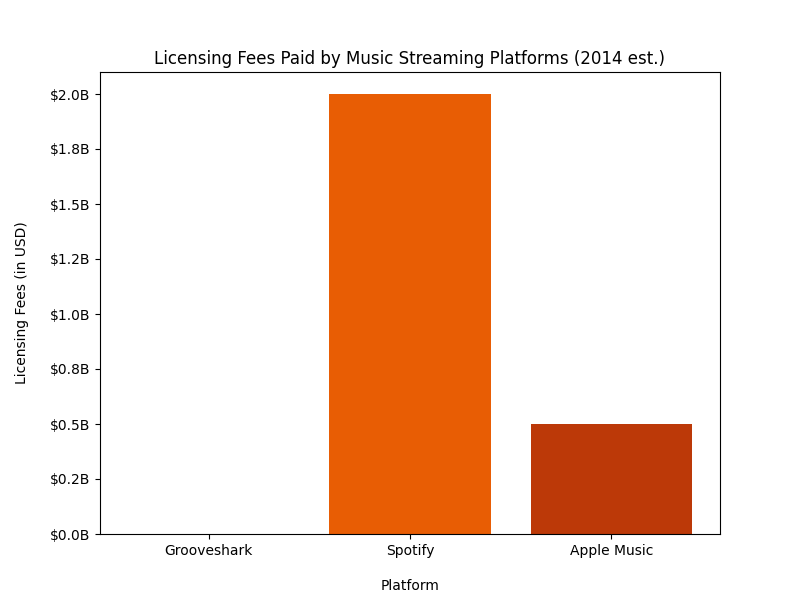 Licensing Fees Paid by Music Streaming Platforms (2014 est.)
Licensing Fees (in USD)
$2.0B
$1.8B
$1.5B
$1.2B
$1.0B
$0.8B
$0.5B
$0.2B
$0.0B
Grooveshark
Spotify
Apple Music
Platform